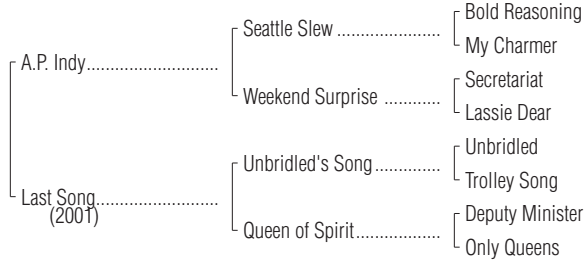 Bold Reasoning
Seattle Slew ....................
My Charmer
A.P. Indy.........................
Secretariat
Weekend Surprise ...........
Lassie Dear
Unbridled
Unbridled's Song.............
Trolley Song
Last Song........................
(2001)
Deputy Minister
Queen of Spirit................
Only Queens